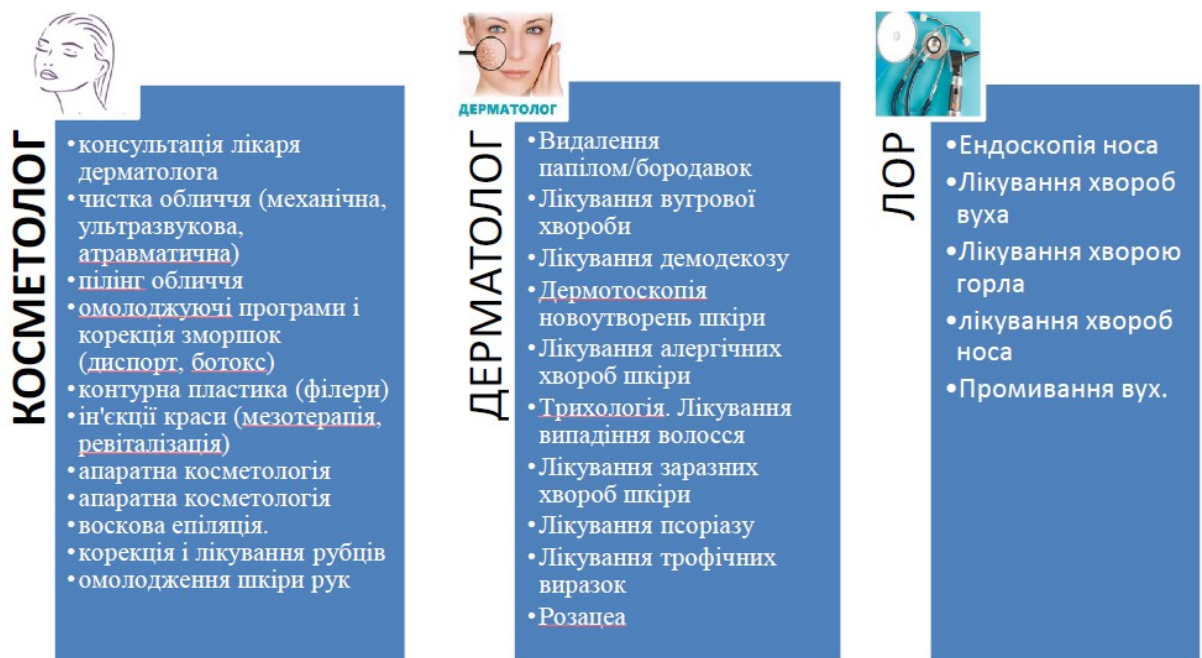 КОСМЕТОЛОГ
•консультація лікаря
дерматолога
•чистка обличчя (механічна,
ультразвукова,
атравматична)
•пілінг обличчя
•омолоджуючі програми і
корекція зморшок
(диспорт, ботокс)
•контурна пластика (філери)
•ін'єкції краси (мезотерапія,
ревіталізація)
•апаратна косметологія
•апаратна косметологія
•воскова епіляція.
•корекція і лікування рубців
•омолодження шкіри рук
ДЕРМАТОЛОГ
ДЕРМАТОЛОГ
•Видалення
папілом/бородавок
•Лікування вугрової
хвороби
•Лікування демодекозу
•Дермотоскопія
новоутворень шкіри
•Лікування алергічних
хвороб шкіри
•Трихологія. Лікування
випадіння волосся
•Лікування заразних
хвороб шкіри
•Лікування псоріазу
•Лікування трофічних
виразок
•Розацеа
ЛОР
•Ендоскопія носа
•Лікування хвороб
вуха
•Лікування хворою
горла
•лікування хвороб
носа
•Промивання вух.